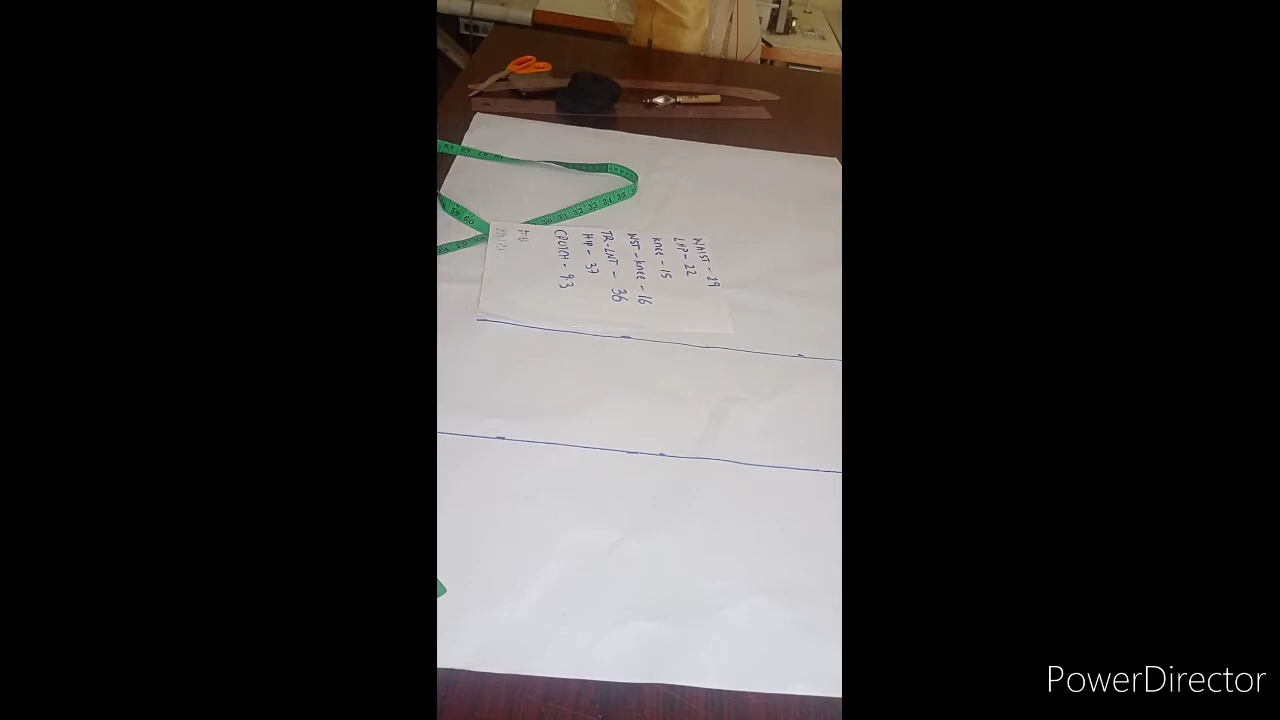 WAIST - 29
LAP - 22
KNEE - 15
WST - KNEE - 16
TR - LNT - 36
HIP - 37
CROTCH - 9.3
PowerDirector